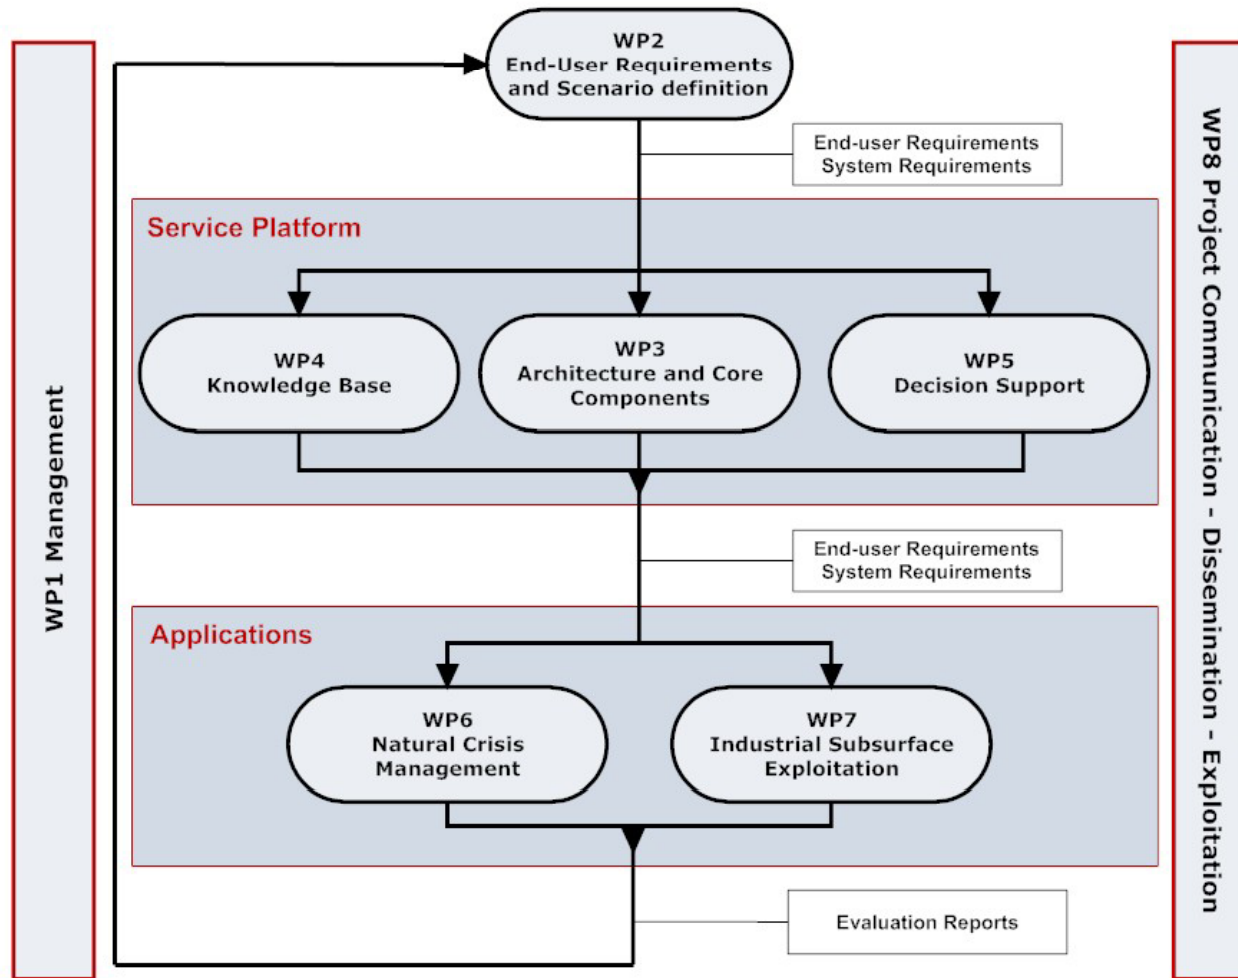 WP2
End-User Requirements
and Scenario definition
End-user Requirements
System Requirements
Service Platform
WP4
Knowledge Base
WP3
Architecture and Core
Components
WP5
Decision Support
End-user Requirements
System Requirements
Applications
WP6
Natural Crisis
Management
WP7
Industrial Subsurface
Exploitation
Evaluation Reports
WP1 Management
WP8 Project Communication - Dissemination - Exploitation